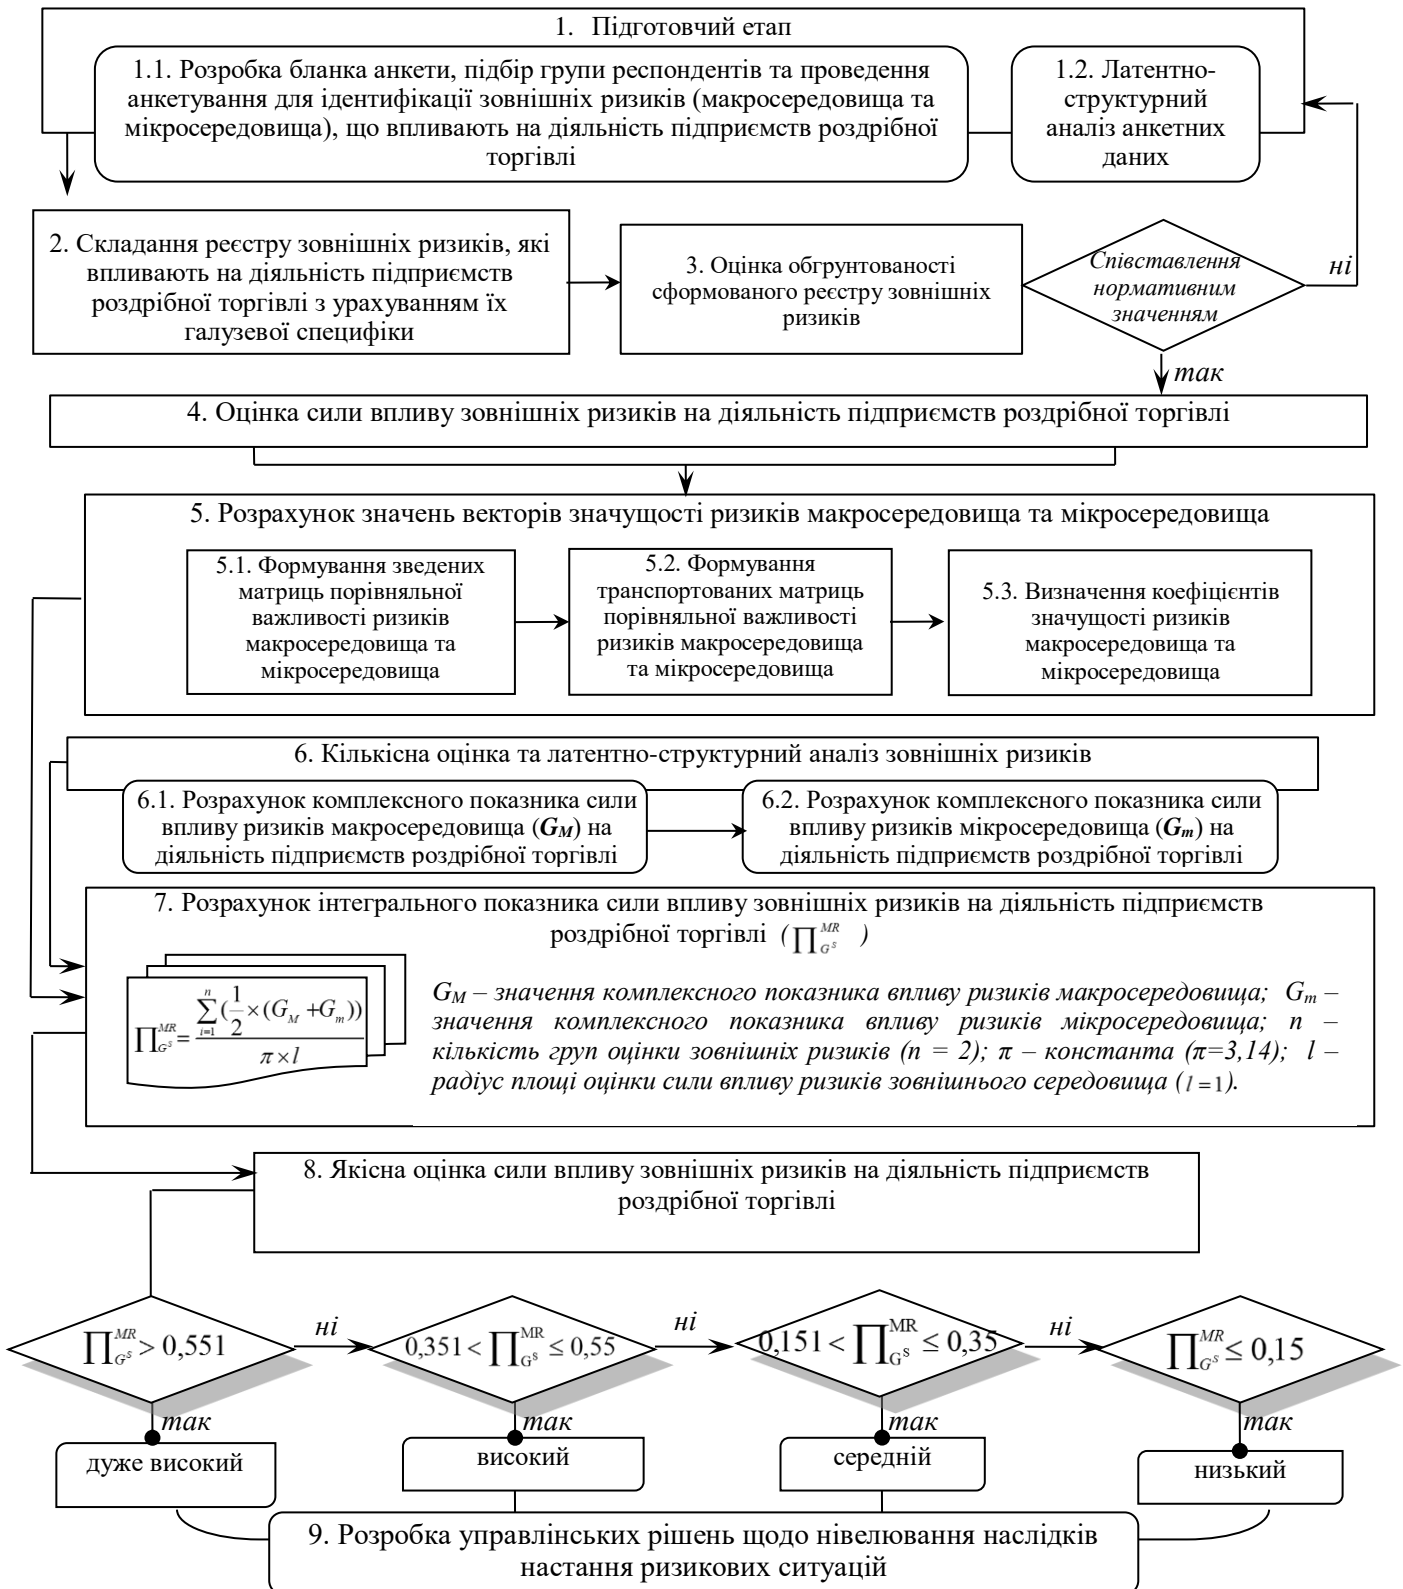 1. Підготовчий етап
1.1. Розробка бланка анкети, підбір групи респондентів та проведення
анкетування для ідентифікації зовнішніх ризиків (макросередовища та
мікросередовища), що впливають на діяльність підприємств роздрібної
торгівлі
1.2. Латентно-
структурний
аналіз анкетних
даних
2. Складання реєстру зовнішніх ризиків, які
впливають на діяльність підприємств
роздрібної торгівлі з урахуванням їх
галузевої специфіки
3. Оцінка обгрунтованості
сформованого реєстру зовнішніх
ризиків
Співставлення
нормативним
значенням
ні
так
4. Оцінка сили впливу зовнішніх ризиків на діяльність підприємств роздрібної торгівлі
5. Розрахунок значень векторів значущості ризиків макросередовища та мікросередовища
5.1. Формування зведених
матриць порівняльної
важливості ризиків
макросередовища та
мікросередовища
5.2. Формування
транспортованих матриць
порівняльної важливості
ризиків макросередовища
та мікросередовища
5.3. Визначення коефіцієнтів
значущості ризиків
макросередовища та
мікросередовища
6. Кількісна оцінка та латентно-структурний аналіз зовнішніх ризиків
6.1. Розрахунок комплексного показника сили
впливу ризиків макросередовища (G_M) на
діяльність підприємств роздрібної торгівлі
6.2. Розрахунок комплексного показника сили
впливу ризиків мікросередовища (G_m) на
діяльність підприємств роздрібної торгівлі
7. Розрахунок інтегрального показника сили впливу зовнішніх ризиків на діяльність підприємств
роздрібної торгівлі (∏_{G^S}^{MR} )
∏_{G^S}^{MR} = \frac{\sum_{i=1}^{n}(\frac{1}{2}×(G_M+G_m))}{π×l}
G_M – значення комплексного показника впливу ризиків макросередовища; G_m –
значення комплексного показника впливу ризиків мікросередовища; n –
кількість груп оцінки зовнішніх ризиків (n = 2); π – константа (π=3,14); l –
радіус площі оцінки сили впливу ризиків зовнішнього середовища (l =1).
8. Якісна оцінка сили впливу зовнішніх ризиків на діяльність підприємств
роздрібної торгівлі
∏_{G^S}^{MR} > 0,551
ні
0,351 < ∏_{G^S}^{MR} ≤ 0,55
ні
0,151 < ∏_{G^S}^{MR} ≤ 0,35
ні
∏_{G^S}^{MR} ≤ 0,15
так
так
так
так
дуже високий
високий
середній
низький
9. Розробка управлінських рішень щодо нівелювання наслідків
настання ризикових ситуацій